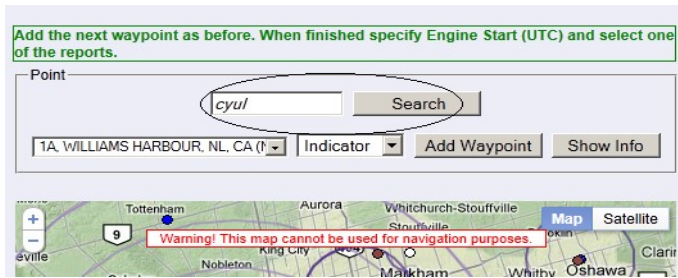 Add the next waypoint as before. When finished specify Engine Start (UTC) and select one
of the reports.
Point
cyul Search
1A, WILLIAMS HARBOUR, NL, CA (N Indicator Add Waypoint Show Info
Tottenham Aurora Whitchurch-Stouffville Map Satellite
+
9 Stouffville
Warning! This map cannot be used for navigation purposes.
− King City
Nobleton Markham Whitby Oshawa Clarin